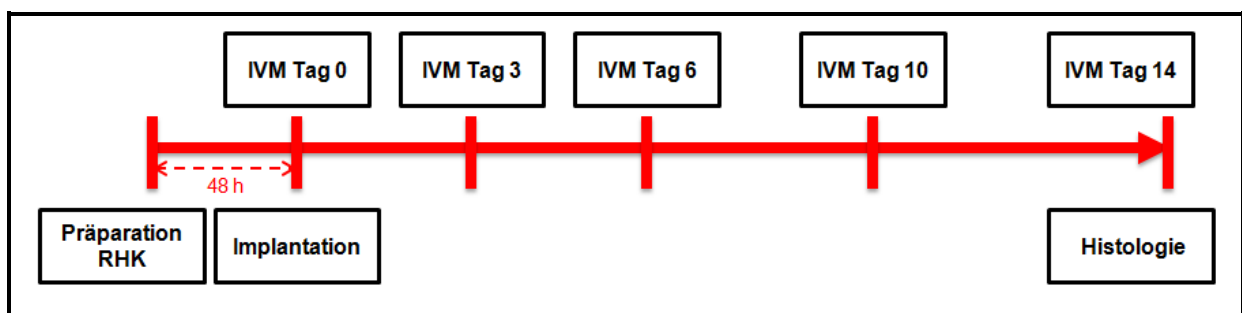 IVM Tag 0
IVM Tag 3
IVM Tag 6
IVM Tag 10
IVM Tag 14
48 h
Präparation
RHK
Implantation
Histologie